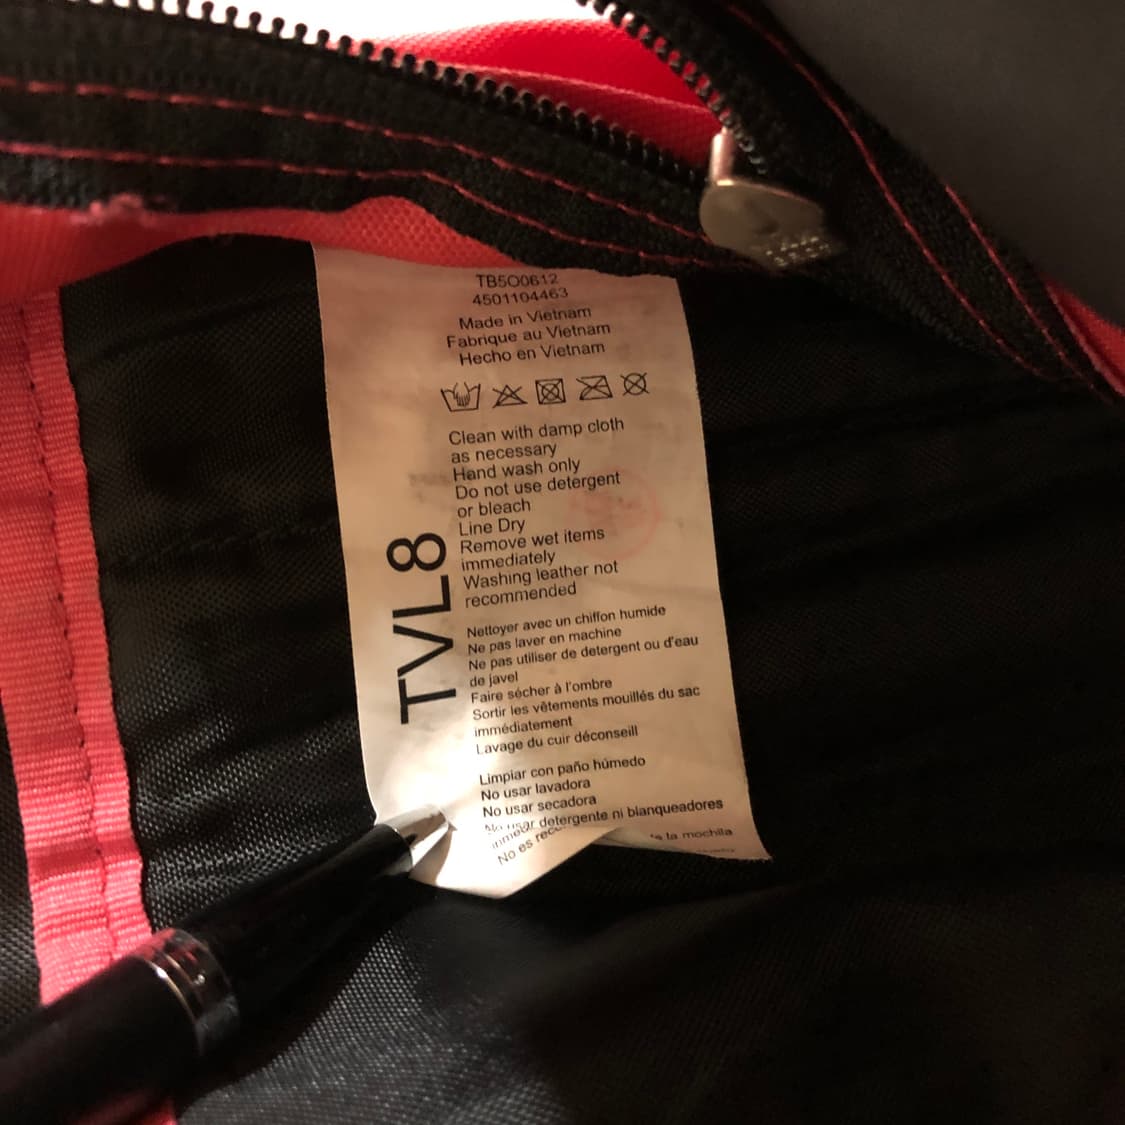 TB5O0612
4501104463
Made in Vietnam
Fabrique au Vietnam
Hecho en Vietnam
Clean with damp cloth
as necessary
Hand wash only
Do not use detergent
or bleach
Line Dry
Remove wet items
immediately
Washing leather not
recommended
TVL8
Nettoyer avec un chiffon humide
Ne pas laver en machine
Ne pas utiliser de detergent ou d'eau
de javel
Faire sécher à l'ombre
Sortir les vêtements mouillés du sac
immédiatement
Lavage du cuir déconseill
Limpiar con paño húmedo
No usar lavadora
No usar secadora
No usar detergente ni blanqueadores
la mochila
No es